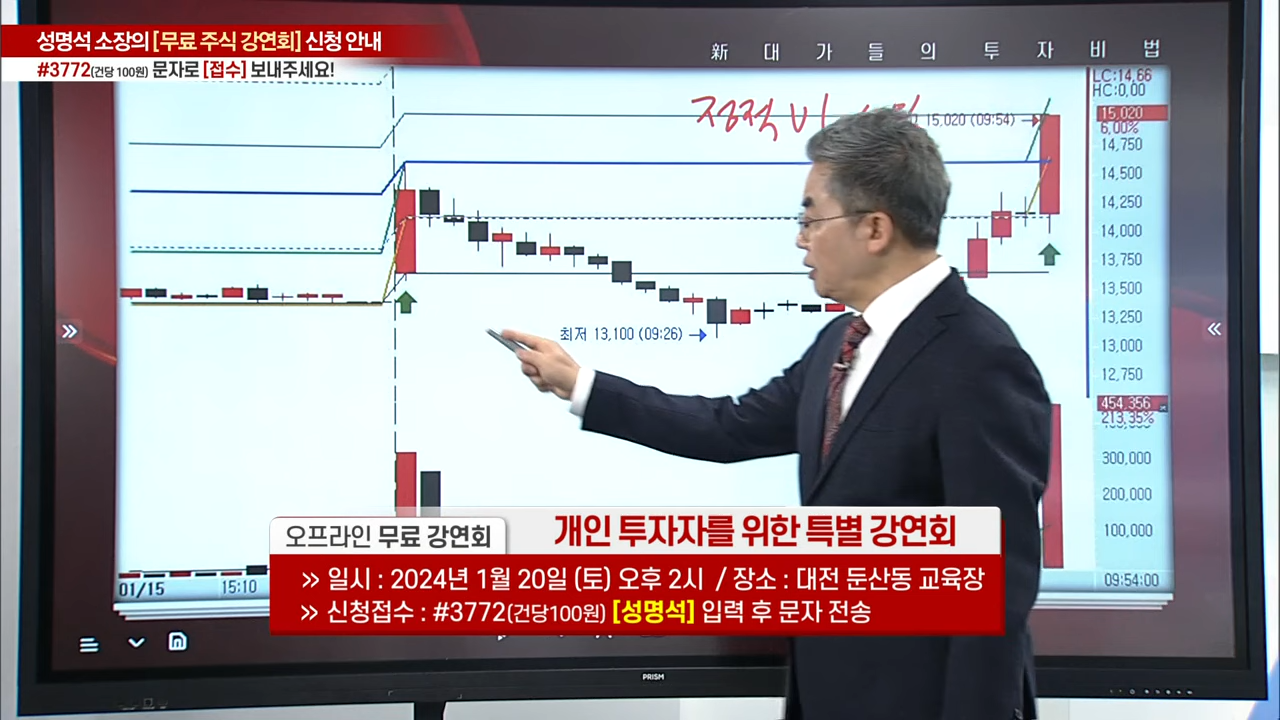 성명석 소장의 [무료 주식 강연회] 신청 안내
#3772(건당 100원) 문자로 [접수] 보내주세요!
新 대가들의 투자비법
LC:14,66
HC:0,00
정적
15,020 (09:54)
15,020
6,00%
14,750
14,500
14,250
14,000
13,750
13,500
13,250
13,000
12,750
최저 13,100 (09:26)
454,356
213,35%
300,000
200,000
100,000
01/15
15:10
09:54:00
오프라인 무료 강연회
개인 투자자를 위한 특별 강연회
» 일시 : 2024년 1월 20일 (토) 오후 2시 / 장소 : 대전 둔산동 교육장
» 신청접수 : #3772(건당100원) [성명석] 입력 후 문자 전송
PRISM